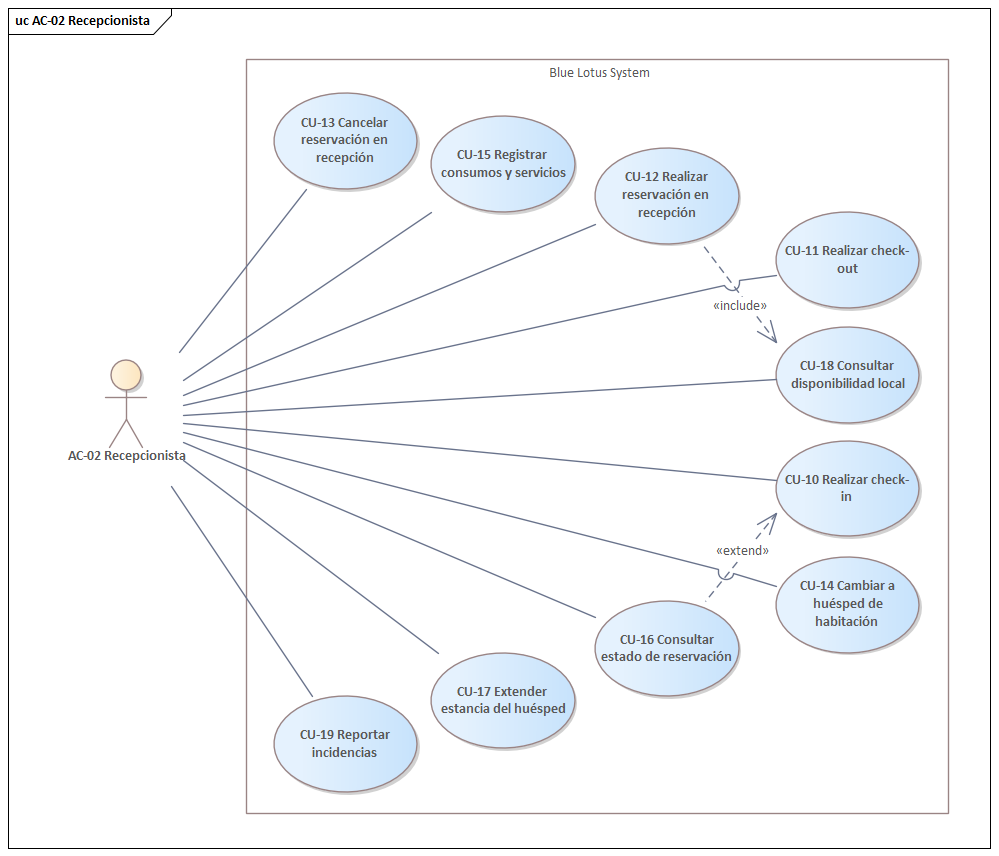 uc AC-02 Recepcionista
Blue Lotus System
CU-13 Cancelar
reservación en
recepción
CU-15 Registrar
consumos y servicios
CU-12 Realizar
reservación en
recepción
CU-11 Realizar check-
out
«include»
CU-18 Consultar
disponibilidad local
AC-02 Recepcionista
CU-10 Realizar check-
in
«extend»
CU-14 Cambiar a
huésped de
habitación
CU-16 Consultar
estado de reservación
CU-17 Extender
estancia del huésped
CU-19 Reportar
incidencias